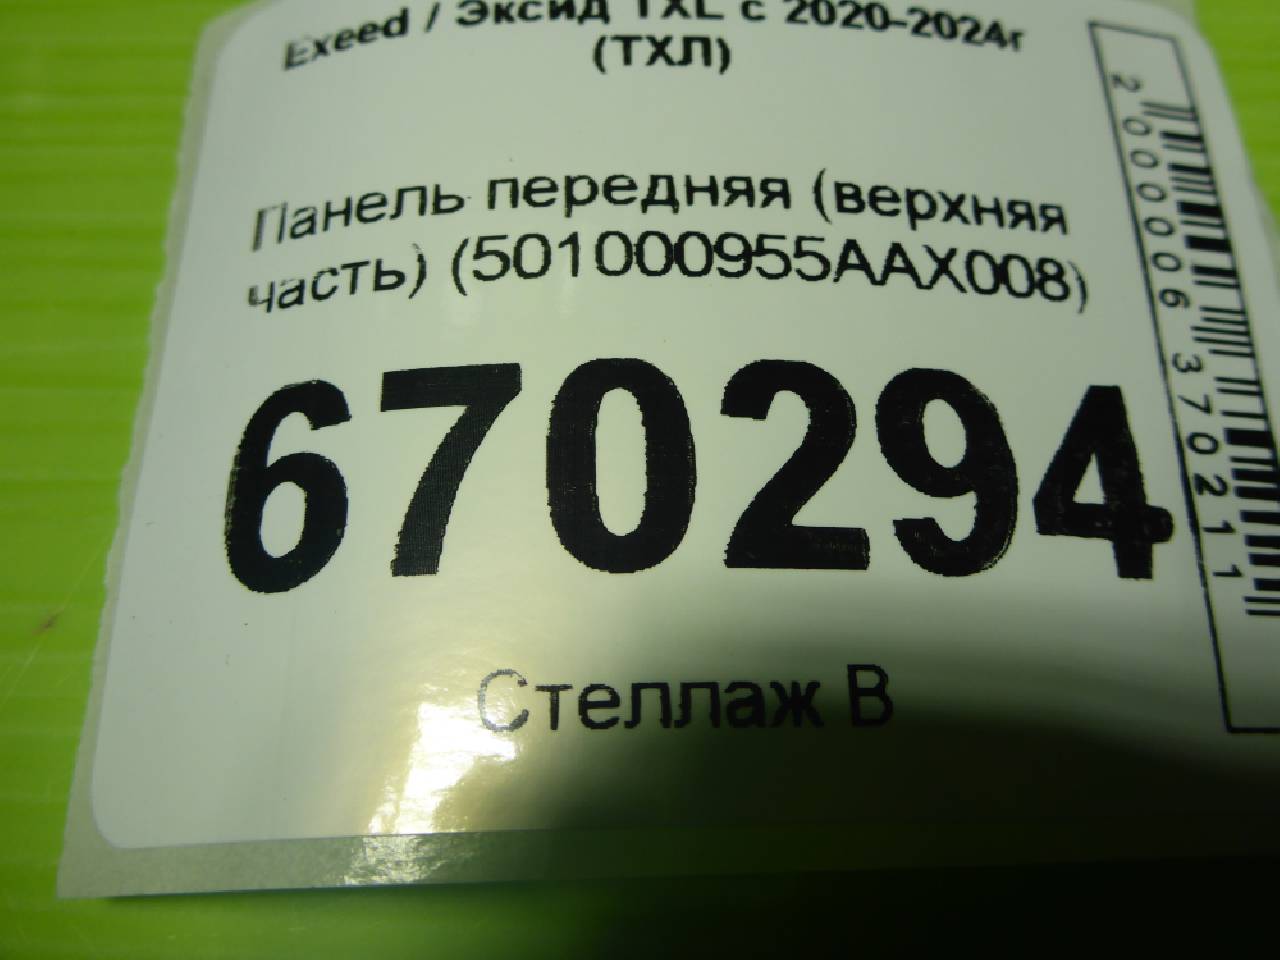 Exeed / Эксид TXL с 2020-2024г
(ТХЛ)
Панель передняя (верхняя
часть) (501000955AAX008)
670294
Стеллаж В
2000006370211